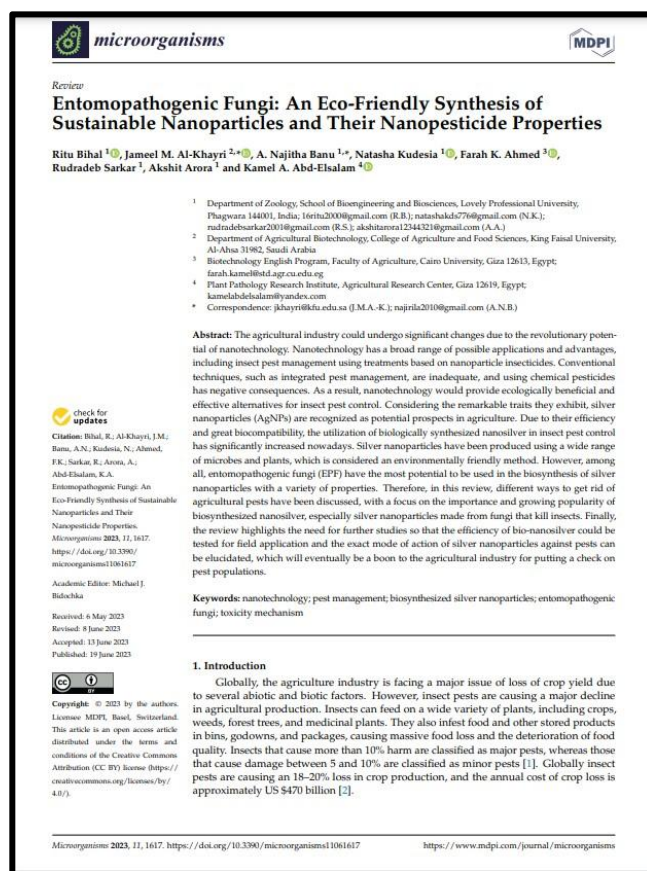 microorganisms
MDPI
Review
Entomopathogenic Fungi: An Eco-Friendly Synthesis of
Sustainable Nanoparticles and Their Nanopesticide Properties
Ritu Bihal 1, Jameel M. Al-Khayri 2,*, A. Najitha Banu 1,*, Natasha Kudesia 1, Farah K. Ahmed 3,
Rudradeb Sarkar 1, Akshit Arora 1 and Kamel A. Abd-Elsalam 4
1 Department of Zoology, School of Bioengineering and Biosciences, Lovely Professional University,
Phagwara 144001, India; 16ritu2000@gmail.com (R.B.); natashakds776@gmail.com (N.K.);
rudradebsarkar2001@gmail.com (R.S.); akshitarora12344321@gmail.com (A.A.)
2 Department of Agricultural Biotechnology, College of Agriculture and Food Sciences, King Faisal University,
Al-Ahsa 31982, Saudi Arabia
3 Biotechnology English Program, Faculty of Agriculture, Cairo University, Giza 12613, Egypt;
farah.kamel@std.agr.cu.edu.eg
4 Plant Pathology Research Institute, Agricultural Research Center, Giza 12619, Egypt;
kamelabdelsalam@yandex.com
* Correspondence: jkhayri@kfu.edu.sa (J.M.A.-K.); najirila2010@gmail.com (A.N.B.)
Abstract: The agricultural industry could undergo significant changes due to the revolutionary poten-
tial of nanotechnology. Nanotechnology has a broad range of possible applications and advantages,
including insect pest management using treatments based on nanoparticle insecticides. Conventional
techniques, such as integrated pest management, are inadequate, and using chemical pesticides
has negative consequences. As a result, nanotechnology would provide ecologically beneficial and
effective alternatives for insect pest control. Considering the remarkable traits they exhibit, silver
nanoparticles (AgNPs) are recognized as potential prospects in agriculture. Due to their efficiency
and great biocompatibility, the utilization of biologically synthesized nanosilver in insect pest control
has significantly increased nowadays. Silver nanoparticles have been produced using a wide range
of microbes and plants, which is considered an environmentally friendly method. However, among
all, entomopathogenic fungi (EPF) have the most potential to be used in the biosynthesis of silver
nanoparticles with a variety of properties. Therefore, in this review, different ways to get rid of
agricultural pests have been discussed, with a focus on the importance and growing popularity of
biosynthesized nanosilver, especially silver nanoparticles made from fungi that kill insects. Finally,
the review highlights the need for further studies so that the efficiency of bio-nanosilver could be
tested for field application and the exact mode of action of silver nanoparticles against pests can
be elucidated, which will eventually be a boon to the agricultural industry for putting a check on
pest populations.
Keywords: nanotechnology; pest management; biosynthesized silver nanoparticles; entomopathogenic
fungi; toxicity mechanism
check for
updates
Citation: Bihal, R.; Al-Khayri, J.M.;
Banu, A.N.; Kudesia, N.; Ahmed,
F.K.; Sarkar, R.; Arora, A.;
Abd-Elsalam, K.A.
Entomopathogenic Fungi: An
Eco-Friendly Synthesis of Sustainable
Nanoparticles and Their
Nanopesticide Properties.
Microorganisms 2023, 11, 1617.
https://doi.org/10.3390/
microorganisms11061617
Academic Editor: Michael J.
Bidochka
Received: 6 May 2023
Revised: 8 June 2023
Accepted: 13 June 2023
Published: 19 June 2023
CC BY
Copyright: © 2023 by the authors.
Licensee MDPI, Basel, Switzerland.
This article is an open access article
distributed under the terms and
conditions of the Creative Commons
Attribution (CC BY) license (https://
creativecommons.org/licenses/by/
4.0/).
1. Introduction
Globally, the agriculture industry is facing a major issue of loss of crop yield due
to several abiotic and biotic factors. However, insect pests are causing a major decline
in agricultural production. Insects can feed on a wide variety of plants, including crops,
weeds, forest trees, and medicinal plants. They also infest food and other stored products
in bins, godowns, and packages, causing massive food loss and the deterioration of food
quality. Insects that cause more than 10% harm are classified as major pests, whereas those
that cause damage between 5 and 10% are classified as minor pests [1]. Globally insect
pests are causing an 18–20% loss in crop production, and the annual cost of crop loss is
approximately US $470 billion [2].
Microorganisms 2023, 11, 1617. https://doi.org/10.3390/microorganisms11061617
https://www.mdpi.com/journal/microorganisms